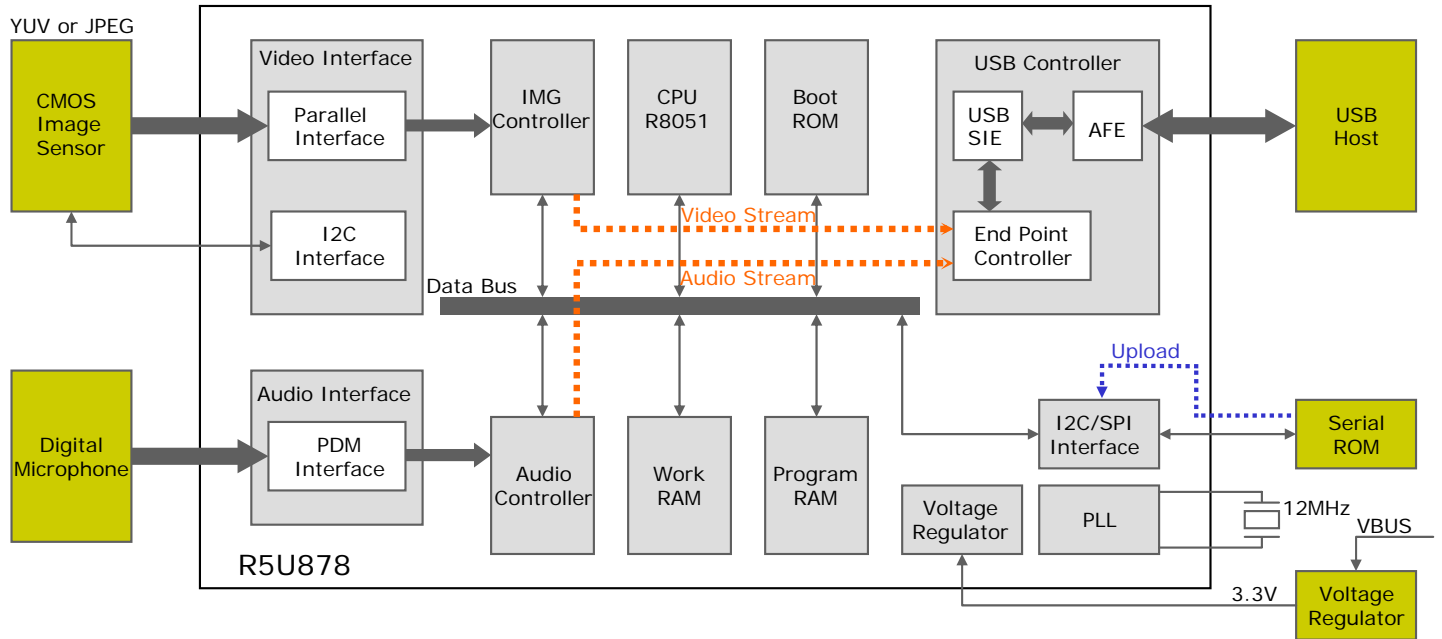 YUV or JPEG
CMOS
Image
Sensor
Video Interface
Parallel
Interface
I2C
Interface
IMG
Controller
CPU
R8051
Boot
ROM
USB Controller
USB
SIE
AFE
End Point
Controller
USB
Host
Video Stream
Audio Stream
Data Bus
Upload
Digital
Microphone
Audio Interface
PDM
Interface
Audio
Controller
Work
RAM
Program
RAM
I2C/SPI
Interface
Serial
ROM
Voltage
Regulator
PLL
12MHz
VBUS
3.3V
Voltage
Regulator
R5U878